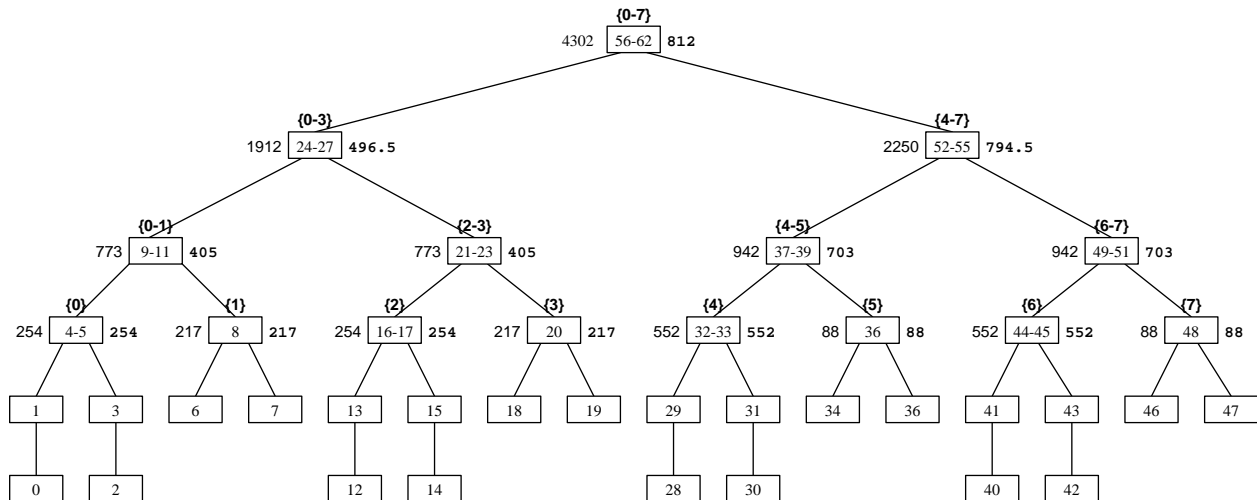 {0-7}
4302 56-62 812
{0-3} {4-7}
1912 24-27 496.5 2250 52-55 794.5
{0-1} {2-3} {4-5} {6-7}
773 9-11 405 773 21-23 405 942 37-39 703 942 49-51 703
{0} {1} {2} {3} {4} {5} {6} {7}
254 4-5 254 217 8 217 254 16-17 254 217 20 217 552 32-33 552 88 36 88 552 44-45 552 88 48 88
1 3 6 7 13 15 18 19 29 31 34 36 41 43 46 47
0 2 12 14 28 30 40 42